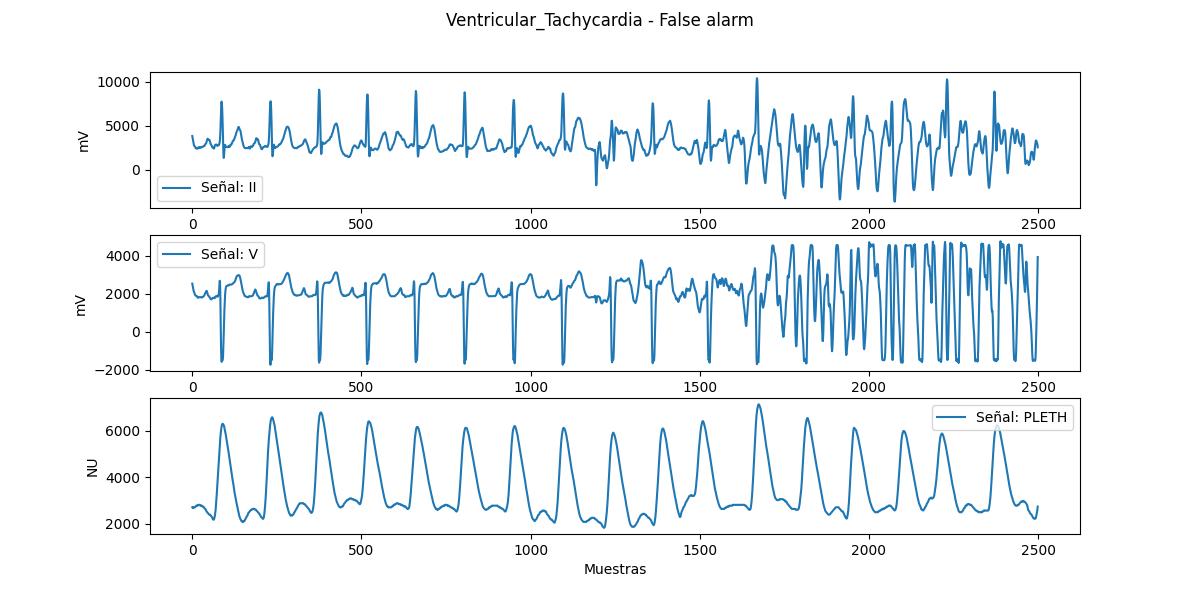 Ventricular_Tachycardia - False alarm
10000
5000
0
mV
Señal: II
0 500 1000 1500 2000 2500
4000
2000
0
−2000
mV
Señal: V
0 500 1000 1500 2000 2500
6000
4000
2000
NU
Señal: PLETH
0 500 1000 1500 2000 2500
Muestras